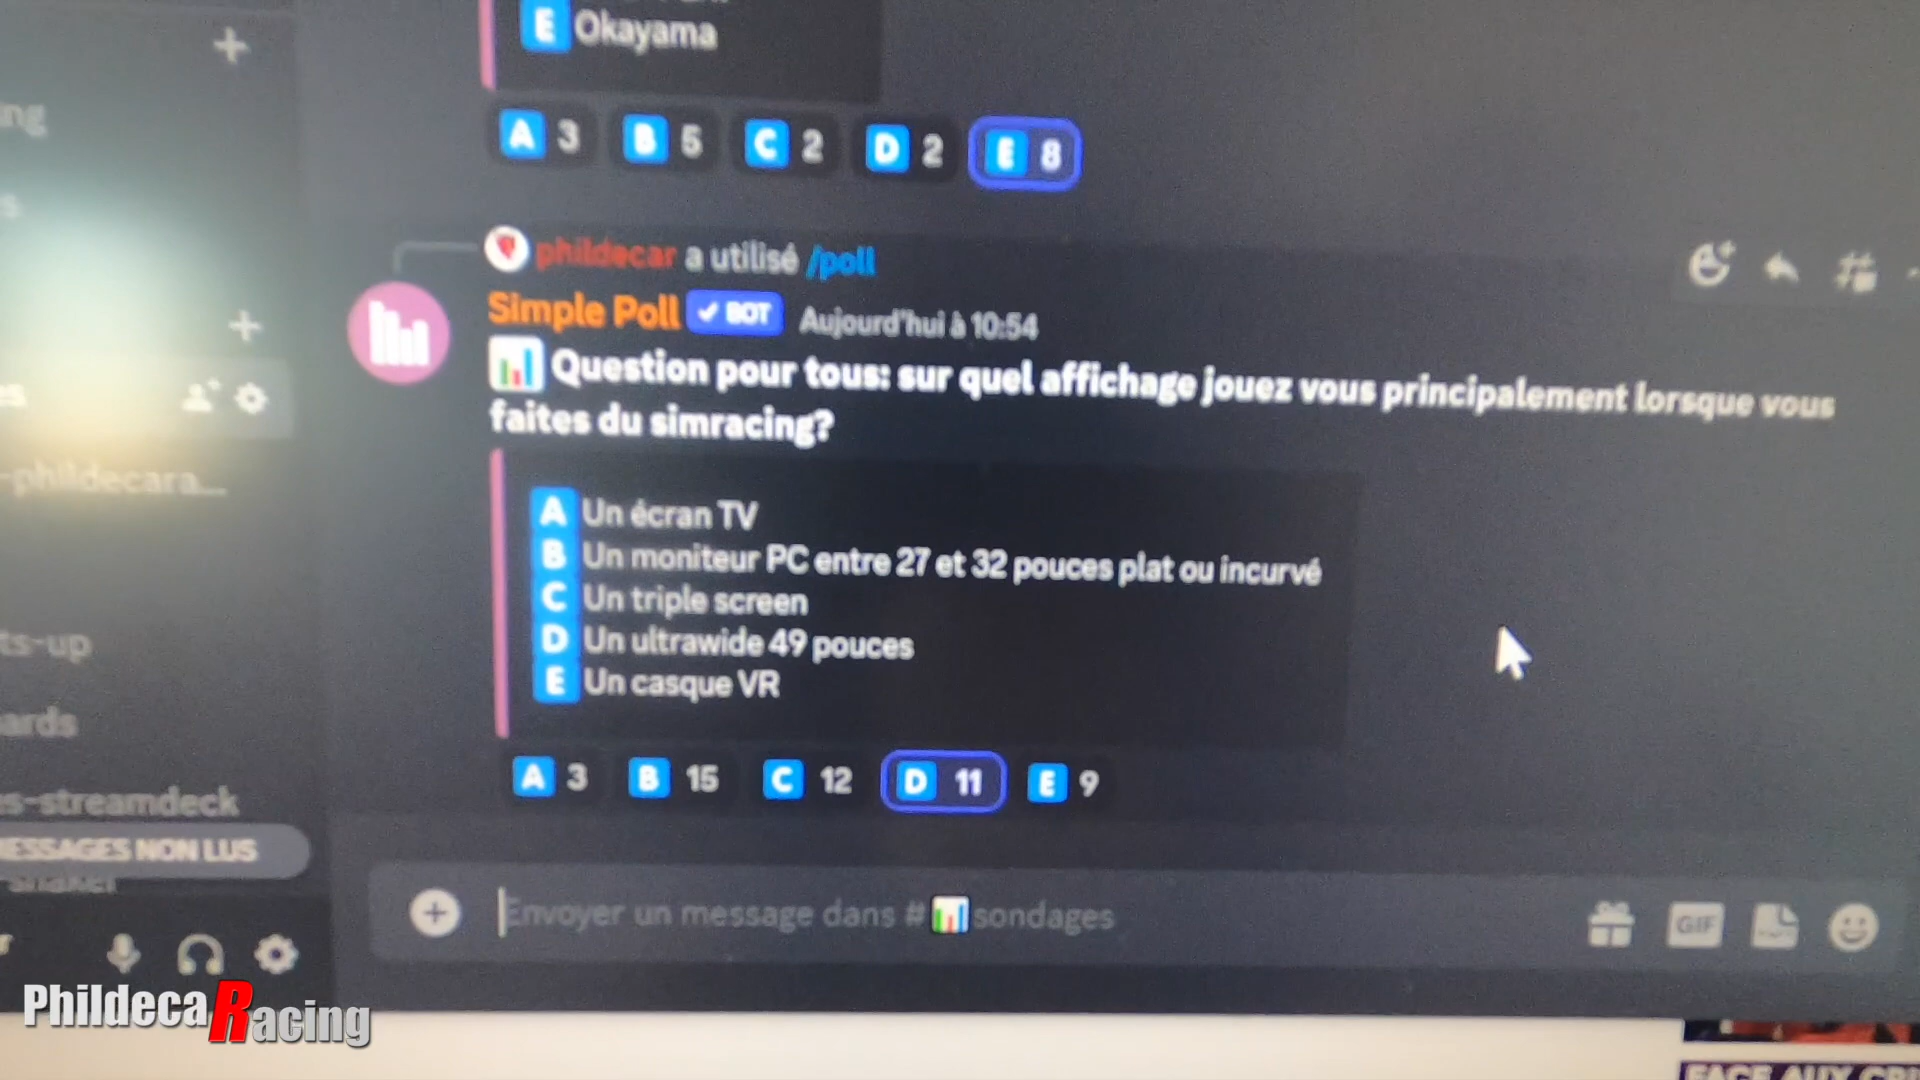 E Okayama
ng
A 3 B 5 C 2 D 2 E 8
s
phildecar a utilisé /poll
Simple Poll ✓ BOT Aujourd'hui à 10:54
Question pour tous: sur quel affichage jouez vous principalement lorsque vous
faites du simracing?
es
-phildecara...
A Un écran TV
B Un moniteur PC entre 27 et 32 pouces plat ou incurvé
C Un triple screen
D Un ultrawide 49 pouces
E Un casque VR
ts-up
ards
A 3 B 15 C 12 D 11 E 9
s-streamdeck
ESSAGES NON LUS
Envoyer un message dans # sondages
GIF
r
PhildecaRacing